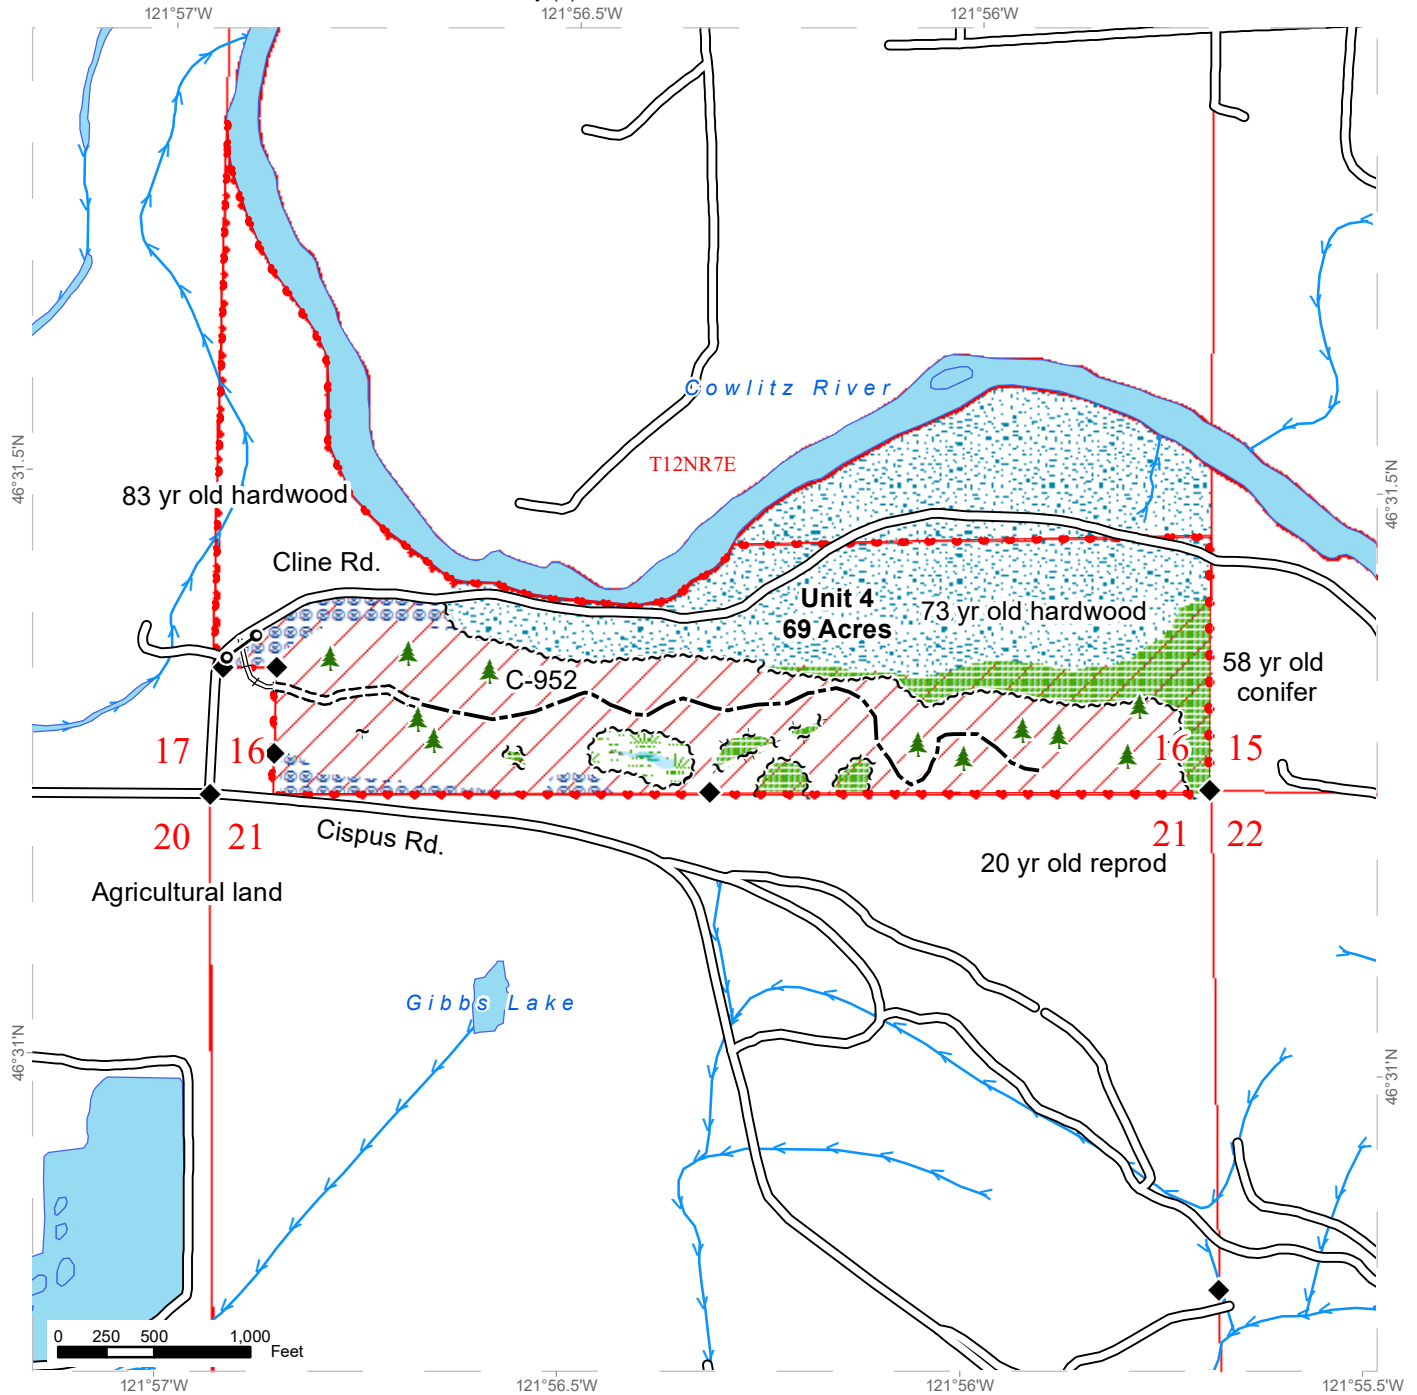 121°57'W
121°56.5'W
121°56'W
46°31.5'N
46°31.5'N
Cowlitz River
T12NR7E
83 yr old hardwood
Cline Rd.
Unit 4
69 Acres
73 yr old hardwood
58 yr old
conifer
C-952
17 16
16 15
20 21
21 22
Cispus Rd.
20 yr old reprod
Agricultural land
Gibbs Lake
46°31'N
46°31'N
0 250 500 1,000
Feet
121°57'W
121°56.5'W
121°56'W
121°55.5'W